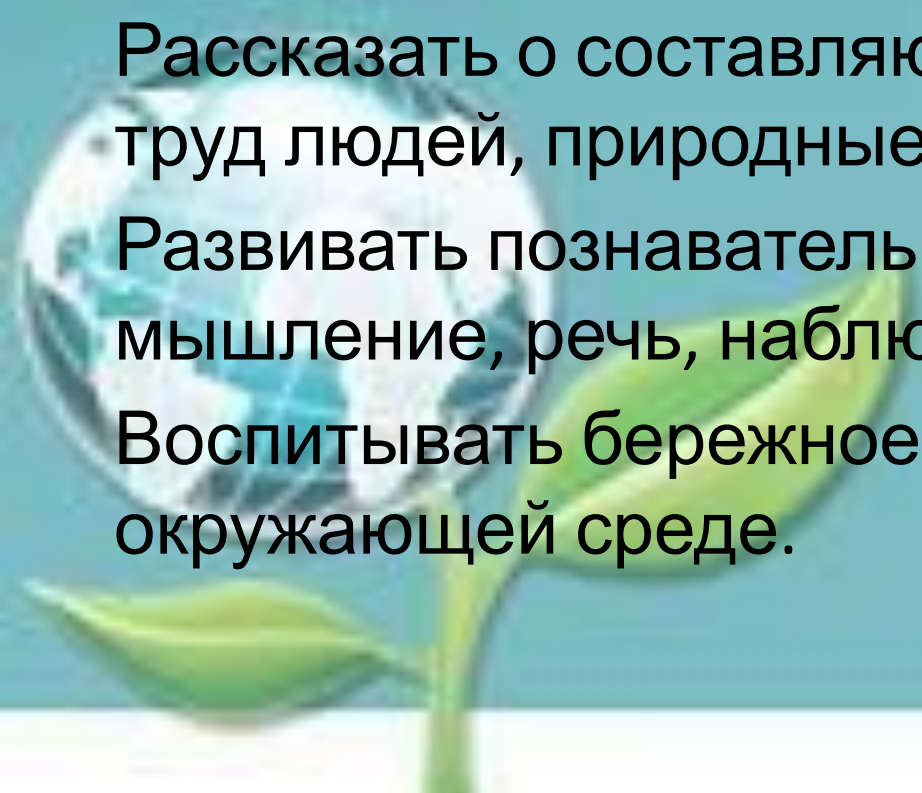 Рассказать о составляю
труд людей, природные
Развивать познаватель
мышление, речь, наблю
Воспитывать бережное
окружающей среде.